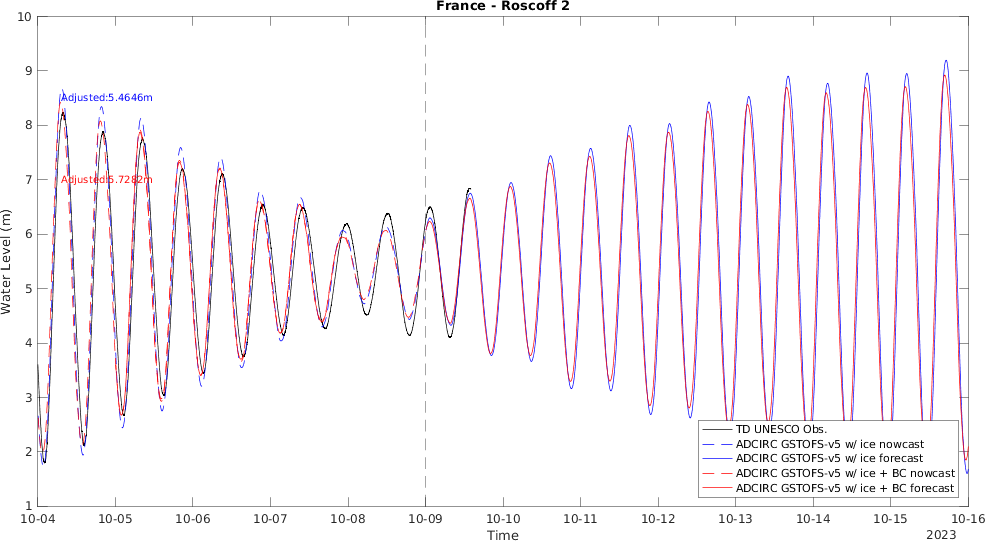 France - Roscoff 2
10
9
8
7
6
5
4
3
2
1
Water Level (m)
Adjusted:5.4646m
Adjusted:5.7282m
TD UNESCO Obs.
ADCIRC GSTOFS-v5 w/ ice nowcast
ADCIRC GSTOFS-v5 w/ ice forecast
ADCIRC GSTOFS-v5 w/ ice + BC nowcast
ADCIRC GSTOFS-v5 w/ ice + BC forecast
10-04 10-05 10-06 10-07 10-08 10-09 10-10 10-11 10-12 10-13 10-14 10-15 10-16
Time
2023